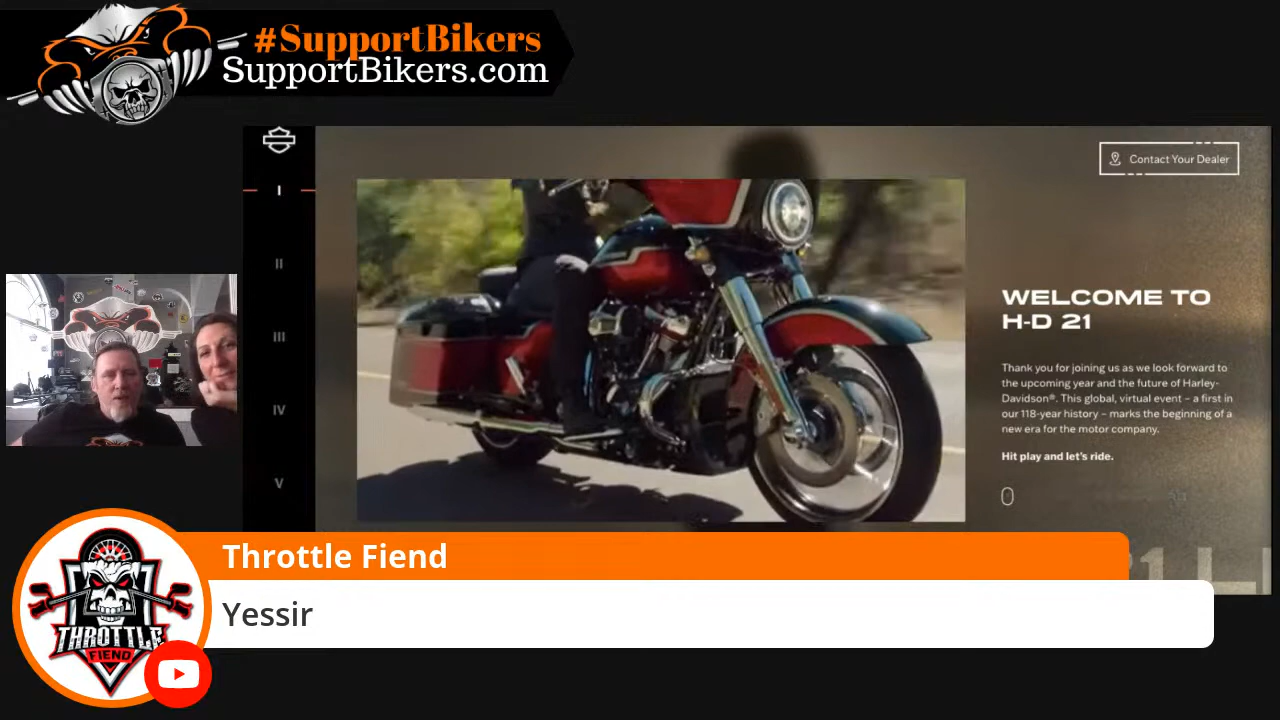 #SupportBikers
SupportBikers.com
Contact Your Dealer
I
II
III
IV
V
WELCOME TO
H-D 21
Thank you for joining us as we look forward to
the upcoming year and the future of Harley-
Davidson®. This global, virtual event – a first in
our 118-year history – marks the beginning of a
new era for the motor company.
Hit play and let's ride.
Throttle Fiend
Yessir
THROTTLE
FIEND